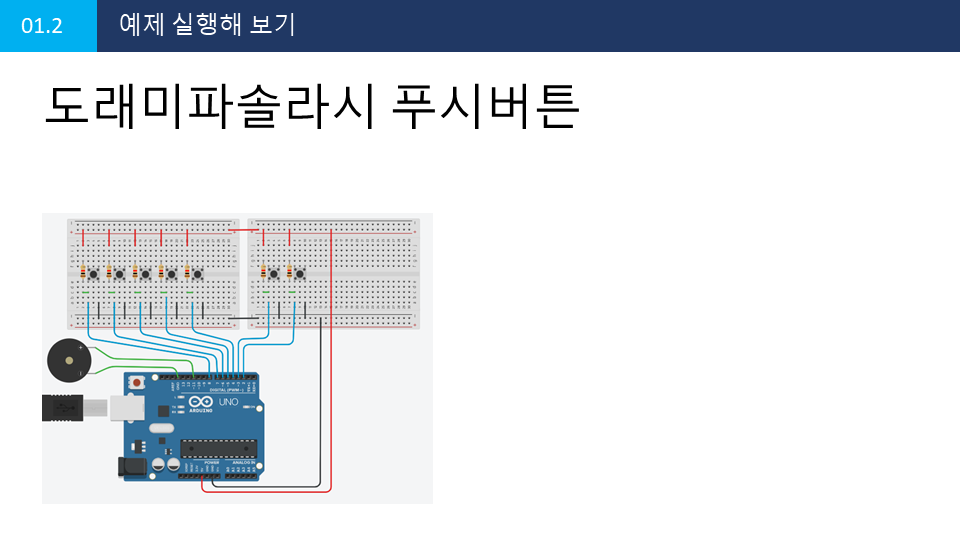 01.2
예제 실행해 보기
도래미파솔라시 푸시버튼
DIGITAL (PWM~)
UNO
ARDUINO
POWER
ANALOG IN